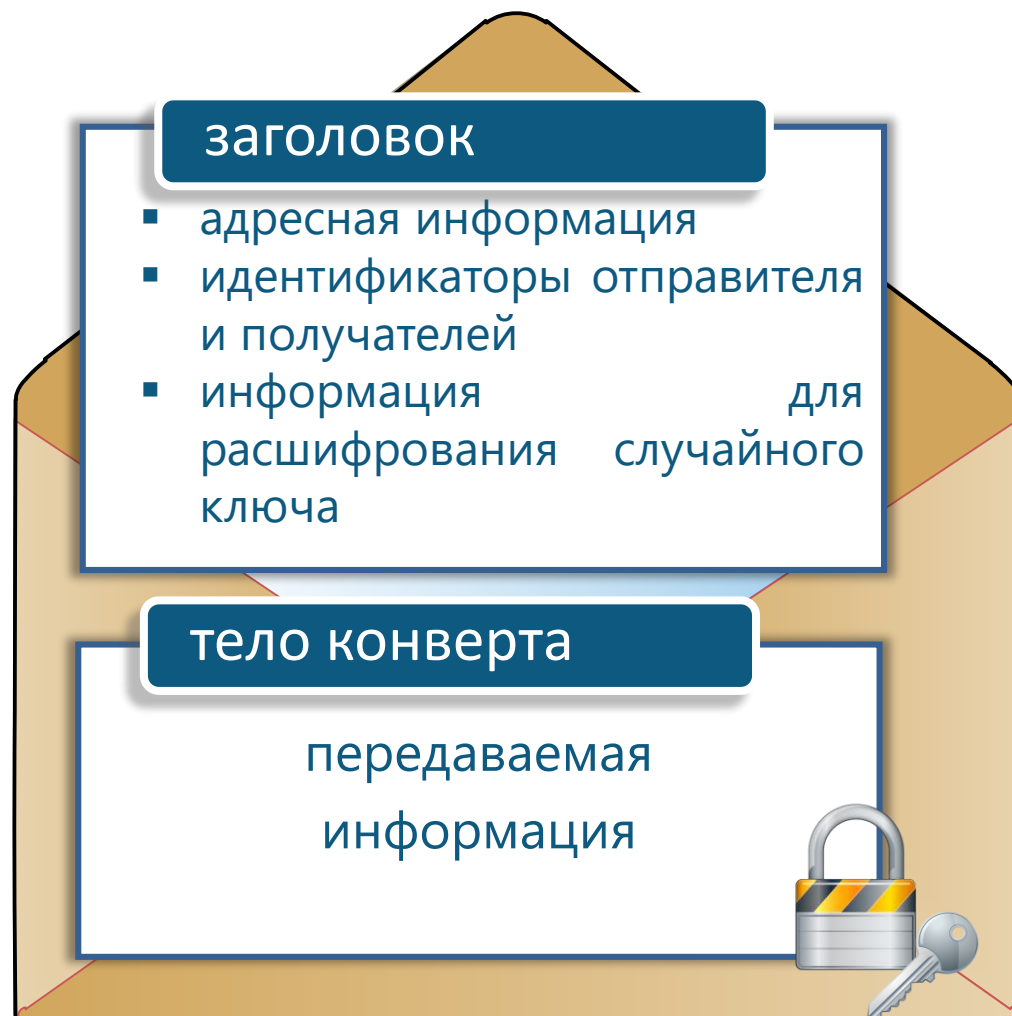 заголовок
адресная информация
идентификаторы отправителя
и получателей
информация для
расшифрования случайного
ключа
тело конверта
передаваемая
информация